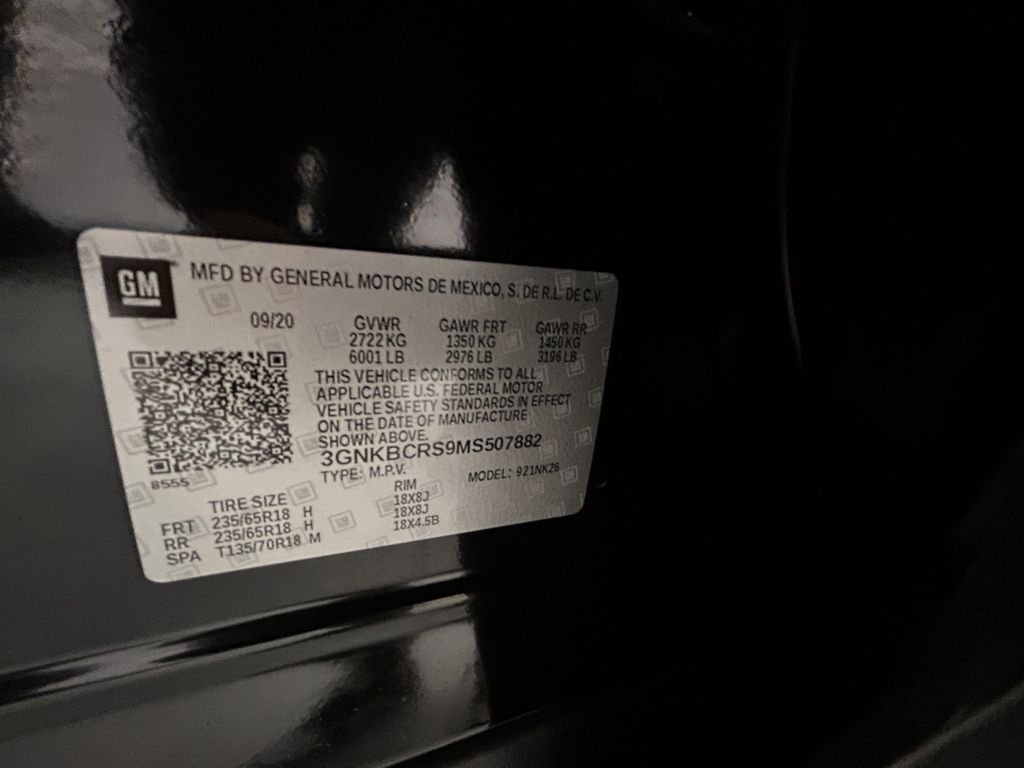 GM
MFD BY GENERAL MOTORS DE MEXICO, S. DE R.L. DE C.V.
09/20 GVWR GAWR FRT GAWR RR
2722 KG 1350 KG 1450 KG
6001 LB 2976 LB 3196 LB
THIS VEHICLE CONFORMS TO ALL
APPLICABLE U.S. FEDERAL MOTOR
VEHICLE SAFETY STANDARDS IN EFFECT
ON THE DATE OF MANUFACTURE
SHOWN ABOVE.
3GNKBCRS9MS507882
TYPE: M.P.V. MODEL: 921NK26
8555
TIRE SIZE RIM
FRT 235/65R18 H 18X8J
RR 235/65R18 H 18X8J
SPA T135/70R18 M 18X4.5B